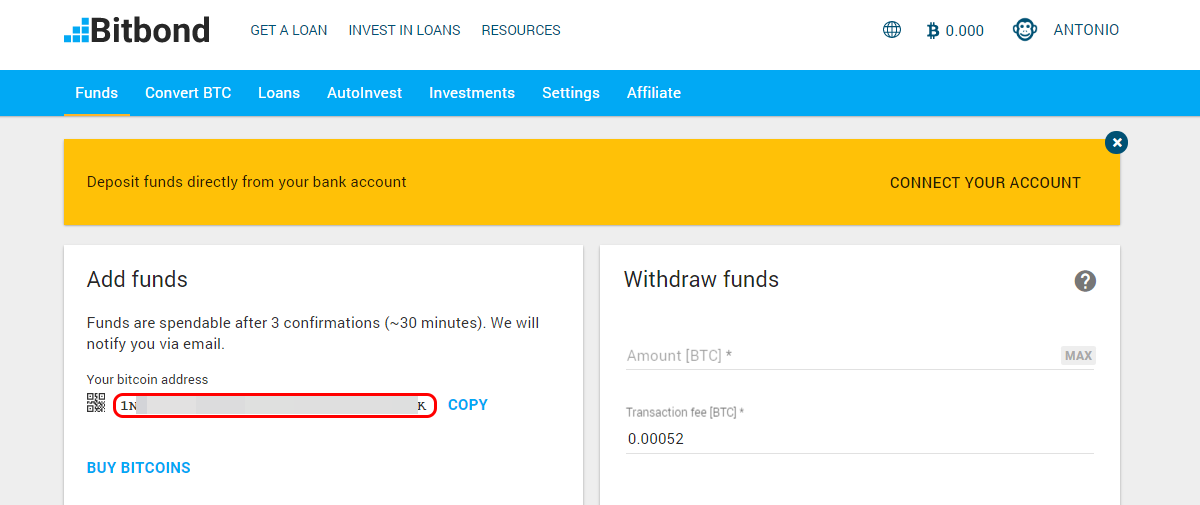 Bitbond
GET A LOAN INVEST IN LOANS RESOURCES
0.000
ANTONIO
Funds Convert BTC Loans AutoInvest Investments Settings Affiliate
Deposit funds directly from your bank account
CONNECT YOUR ACCOUNT
Add funds
Funds are spendable after 3 confirmations (~30 minutes). We will
notify you via email.
Your bitcoin address
1N K COPY
BUY BITCOINS
Withdraw funds
?
Amount [BTC] *
MAX
Transaction fee [BTC] *
0.00052